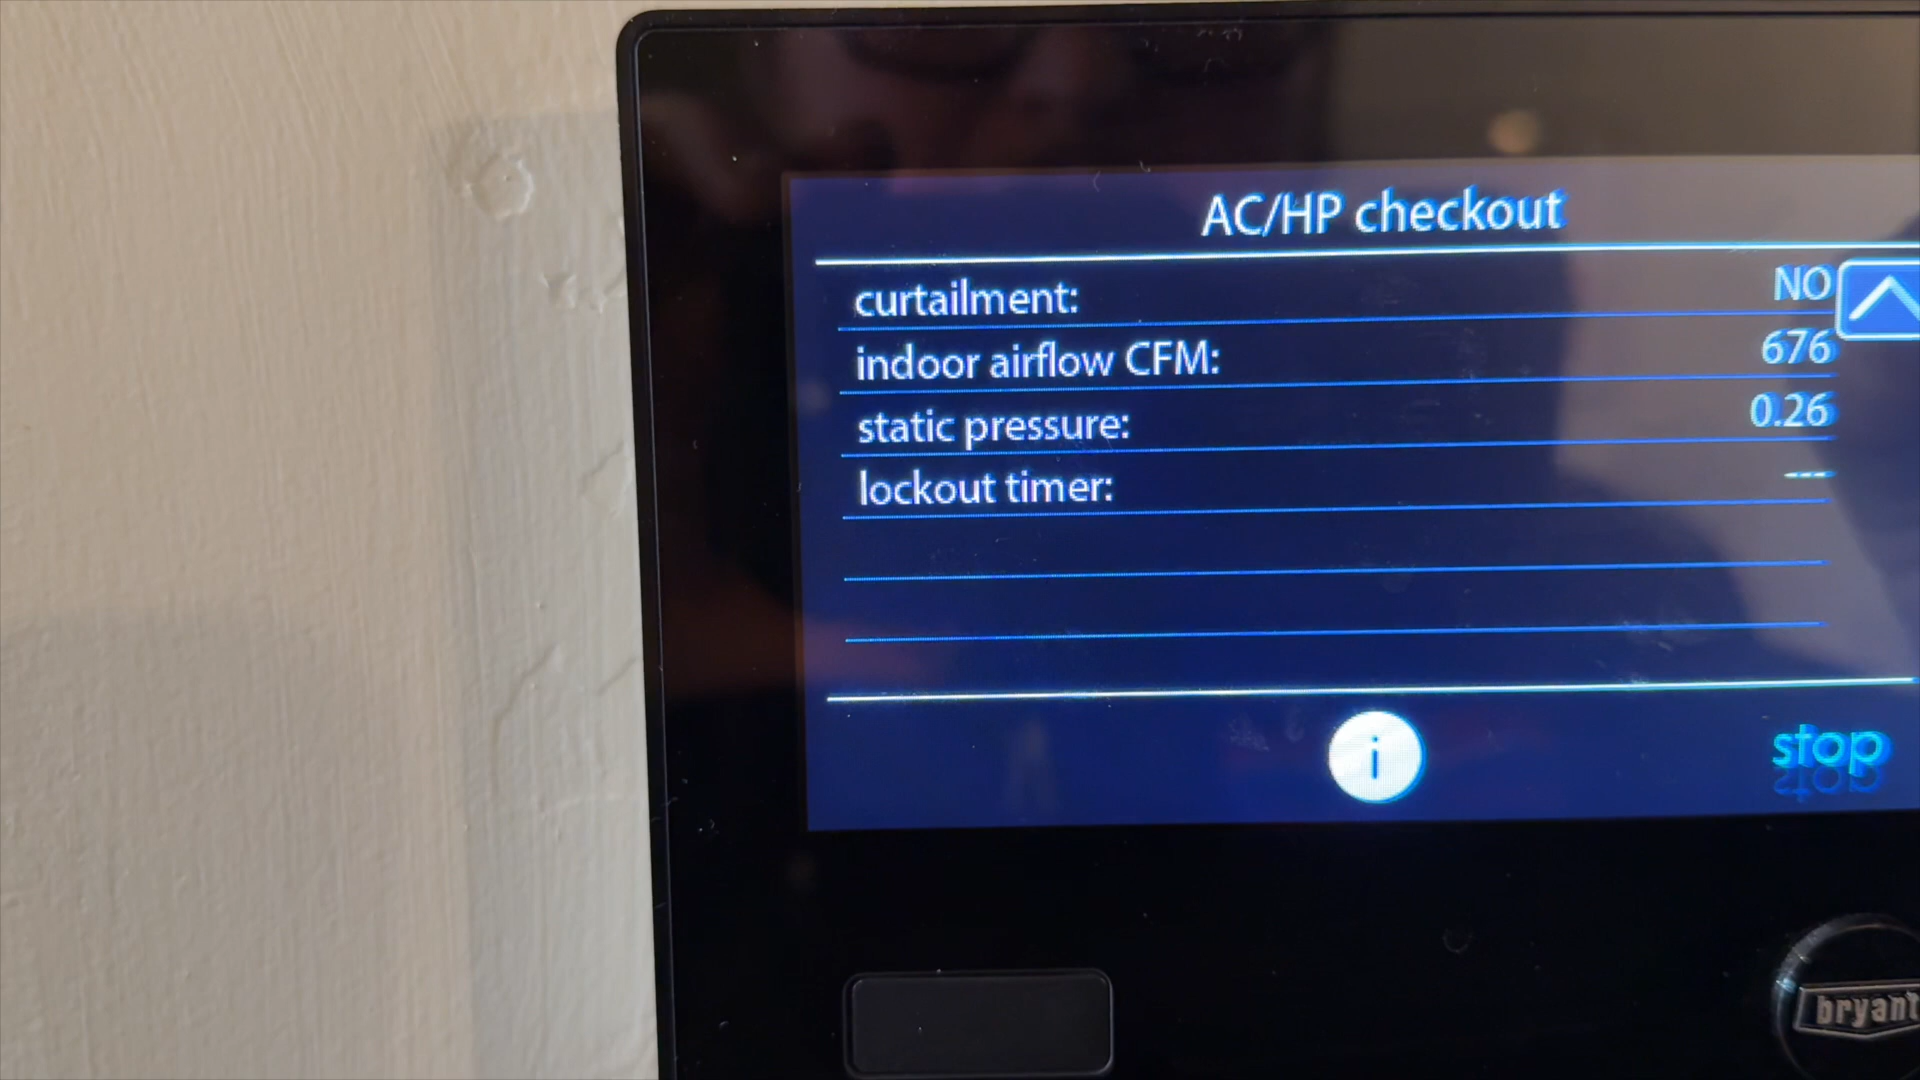 AC/HP checkout
curtailment: NO
indoor airflow CFM: 676
static pressure: 0.26
lockout timer: ---
i
stop
bryant